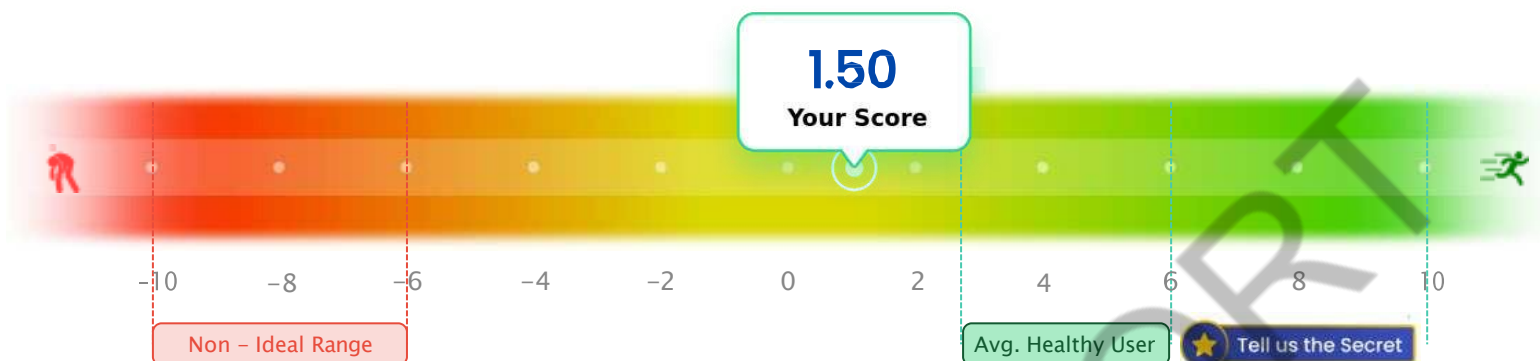 1.50
Your Score
-10 -8 -6 -4 -2 0 2 4 6 8 10
Non - Ideal Range Avg. Healthy User Tell us the Secret